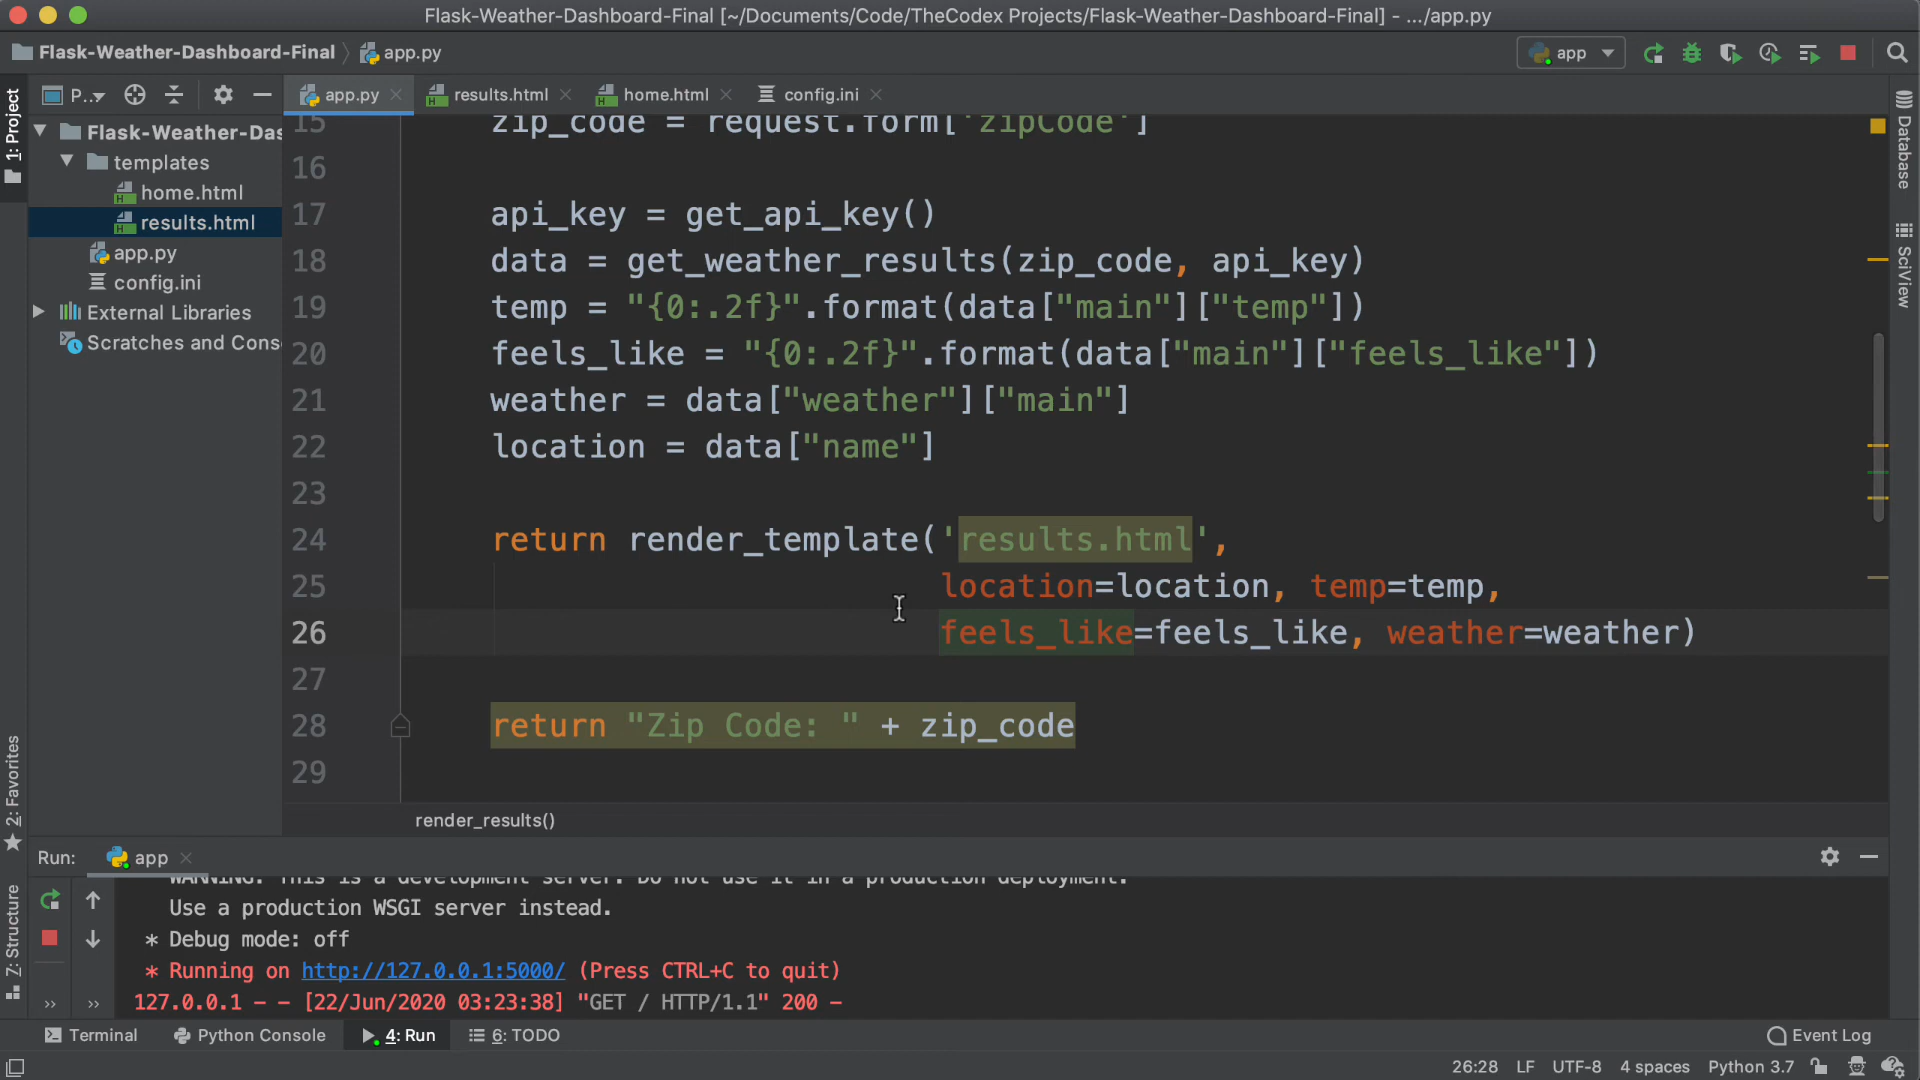 Flask-Weather-Dashboard-Final [~/Documents/Code/TheCodex Projects/Flask-Weather-Dashboard-Final] - .../app.py
Flask-Weather-Dashboard-Final
app.py
app
1: Project
P..
app.py
results.html
home.html
config.ini
Flask-Weather-Das
templates
home.html
results.html
app.py
config.ini
External Libraries
Scratches and Cons
15 zip_code = request.form['zipCode']
16
17 api_key = get_api_key()
18 data = get_weather_results(zip_code, api_key)
19 temp = "{0:.2f}".format(data["main"]["temp"])
20 feels_like = "{0:.2f}".format(data["main"]["feels_like"])
21 weather = data["weather"]["main"]
22 location = data["name"]
23
24 return render_template('results.html',
25 location=location, temp=temp,
26 feels_like=feels_like, weather=weather)
27
28 return "Zip Code: " + zip_code
29
render_results()
Database
SciView
2: Favorites
7: Structure
Run:
app
WARNING: This is a development server. Do not use it in a production deployment.
Use a production WSGI server instead.
* Debug mode: off
* Running on http://127.0.0.1:5000/ (Press CTRL+C to quit)
127.0.0.1 - - [22/Jun/2020 03:23:38] "GET / HTTP/1.1" 200 -
Terminal
Python Console
4: Run
6: TODO
Event Log
26:28 LF UTF-8 4 spaces Python 3.7